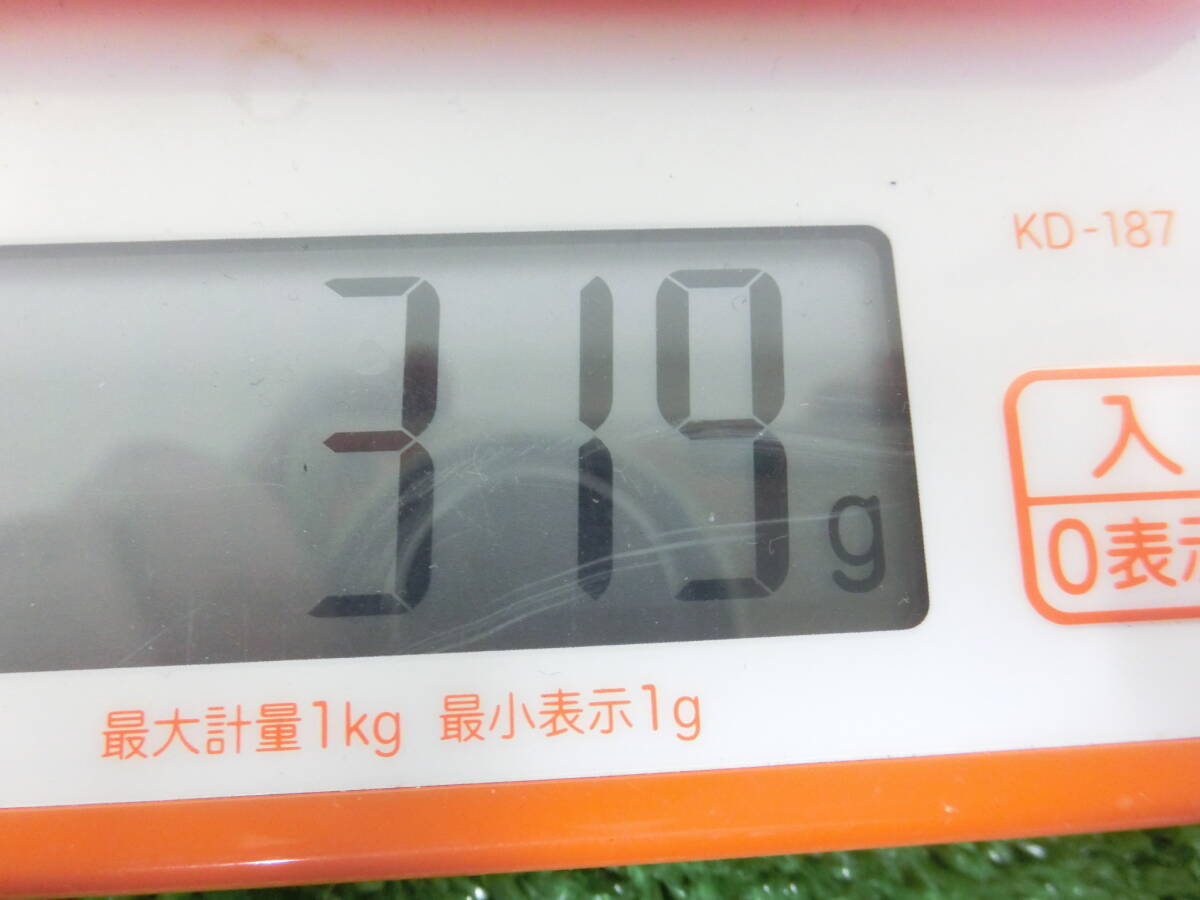 KD-187
319g
入
0表示
最大計量1kg 最小表示1g